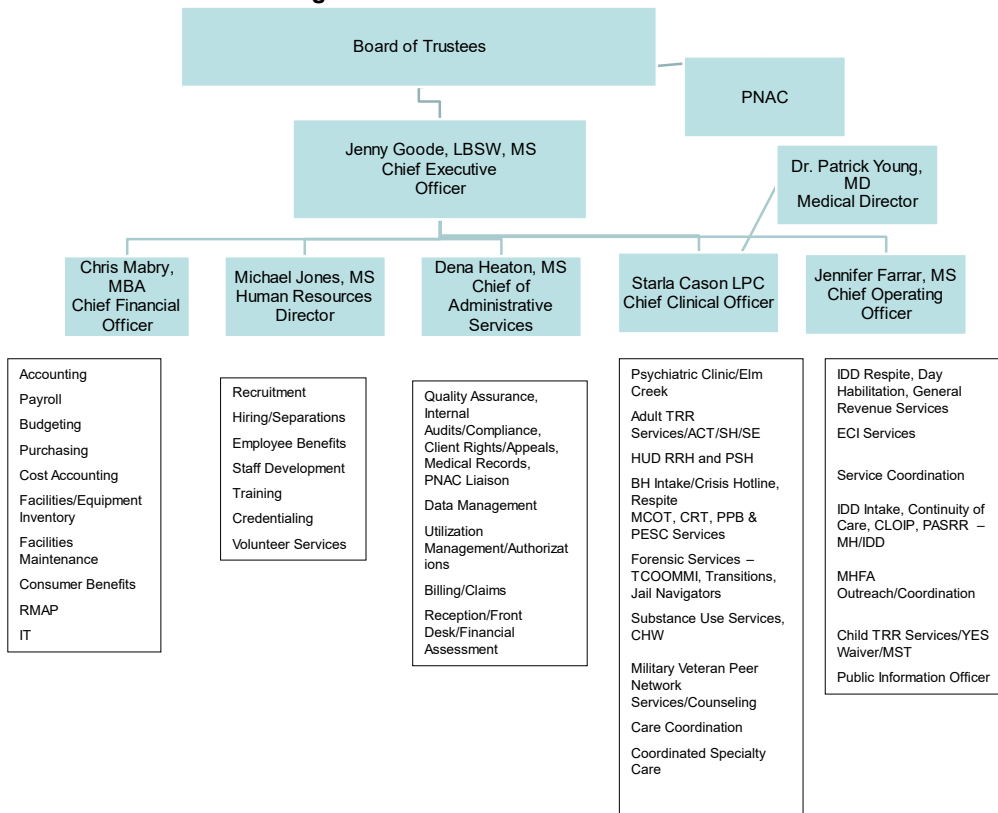 Board of Trustees
PNAC
Jenny Goode, LBSW, MS
Chief Executive
Officer
Dr. Patrick Young,
MD
Medical Director
Chris Mabry,
MBA
Chief Financial
Officer
Michael Jones, MS
Human Resources
Director
Dena Heaton, MS
Chief of
Administrative
Services
Starla Cason LPC
Chief Clinical Officer
Jennifer Farrar, MS
Chief Operating
Officer
Accounting
Payroll
Budgeting
Purchasing
Cost Accounting
Facilities/Equipment
Inventory
Facilities
Maintenance
Consumer Benefits
RMAP
IT
Recruitment
Hiring/Separations
Employee Benefits
Staff Development
Training
Credentialing
Volunteer Services
Quality Assurance,
Internal
Audits/Compliance,
Client Rights/Appeals,
Medical Records,
PNAC Liaison
Data Management
Utilization
Management/Authorizat
ions
Billing/Claims
Reception/Front
Desk/Financial
Assessment
Psychiatric Clinic/Elm
Creek
Adult TRR
Services/ACT/SH/SE
HUD RRH and PSH
BH Intake/Crisis Hotline,
Respite
MCOT, CRT, PPB &
PESC Services
Forensic Services –
TCOOMMI, Transitions,
Jail Navigators
Substance Use Services,
CHW
Military Veteran Peer
Network
Services/Counseling
Care Coordination
Coordinated Specialty
Care
IDD Respite, Day
Habilitation, General
Revenue Services
ECI Services
Service Coordination
IDD Intake, Continuity of
Care, CLOIP, PASRR –
MH/IDD
MHFA
Outreach/Coordination
Child TRR Services/YES
Waiver/MST
Public Information Officer